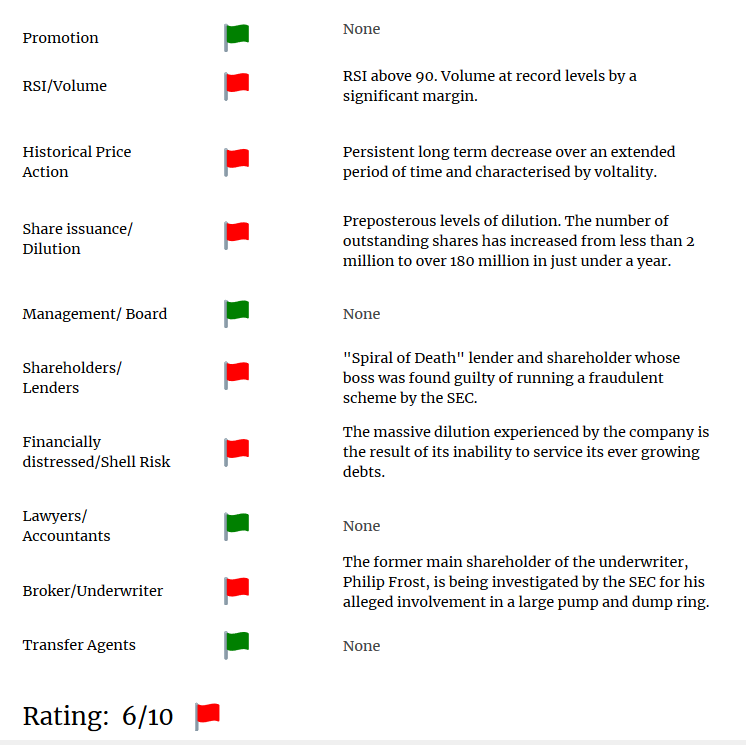 Promotion
None
RSI/Volume
RSI above 90. Volume at record levels by a
significant margin.
Historical Price
Action
Persistent long term decrease over an extended
period of time and characterised by voltality.
Share issuance/
Dilution
Preposterous levels of dilution. The number of
outstanding shares has increased from less than 2
million to over 180 million in just under a year.
Management/ Board
None
Shareholders/
Lenders
"Spiral of Death" lender and shareholder whose
boss was found guilty of running a fraudulent
scheme by the SEC.
Financially
distressed/Shell Risk
The massive dilution experienced by the company is
the result of its inability to service its ever growing
debts.
Lawyers/
Accountants
None
Broker/Underwriter
The former main shareholder of the underwriter,
Philip Frost, is being investigated by the SEC for his
alleged involvement in a large pump and dump ring.
Transfer Agents
None
Rating: 6/10